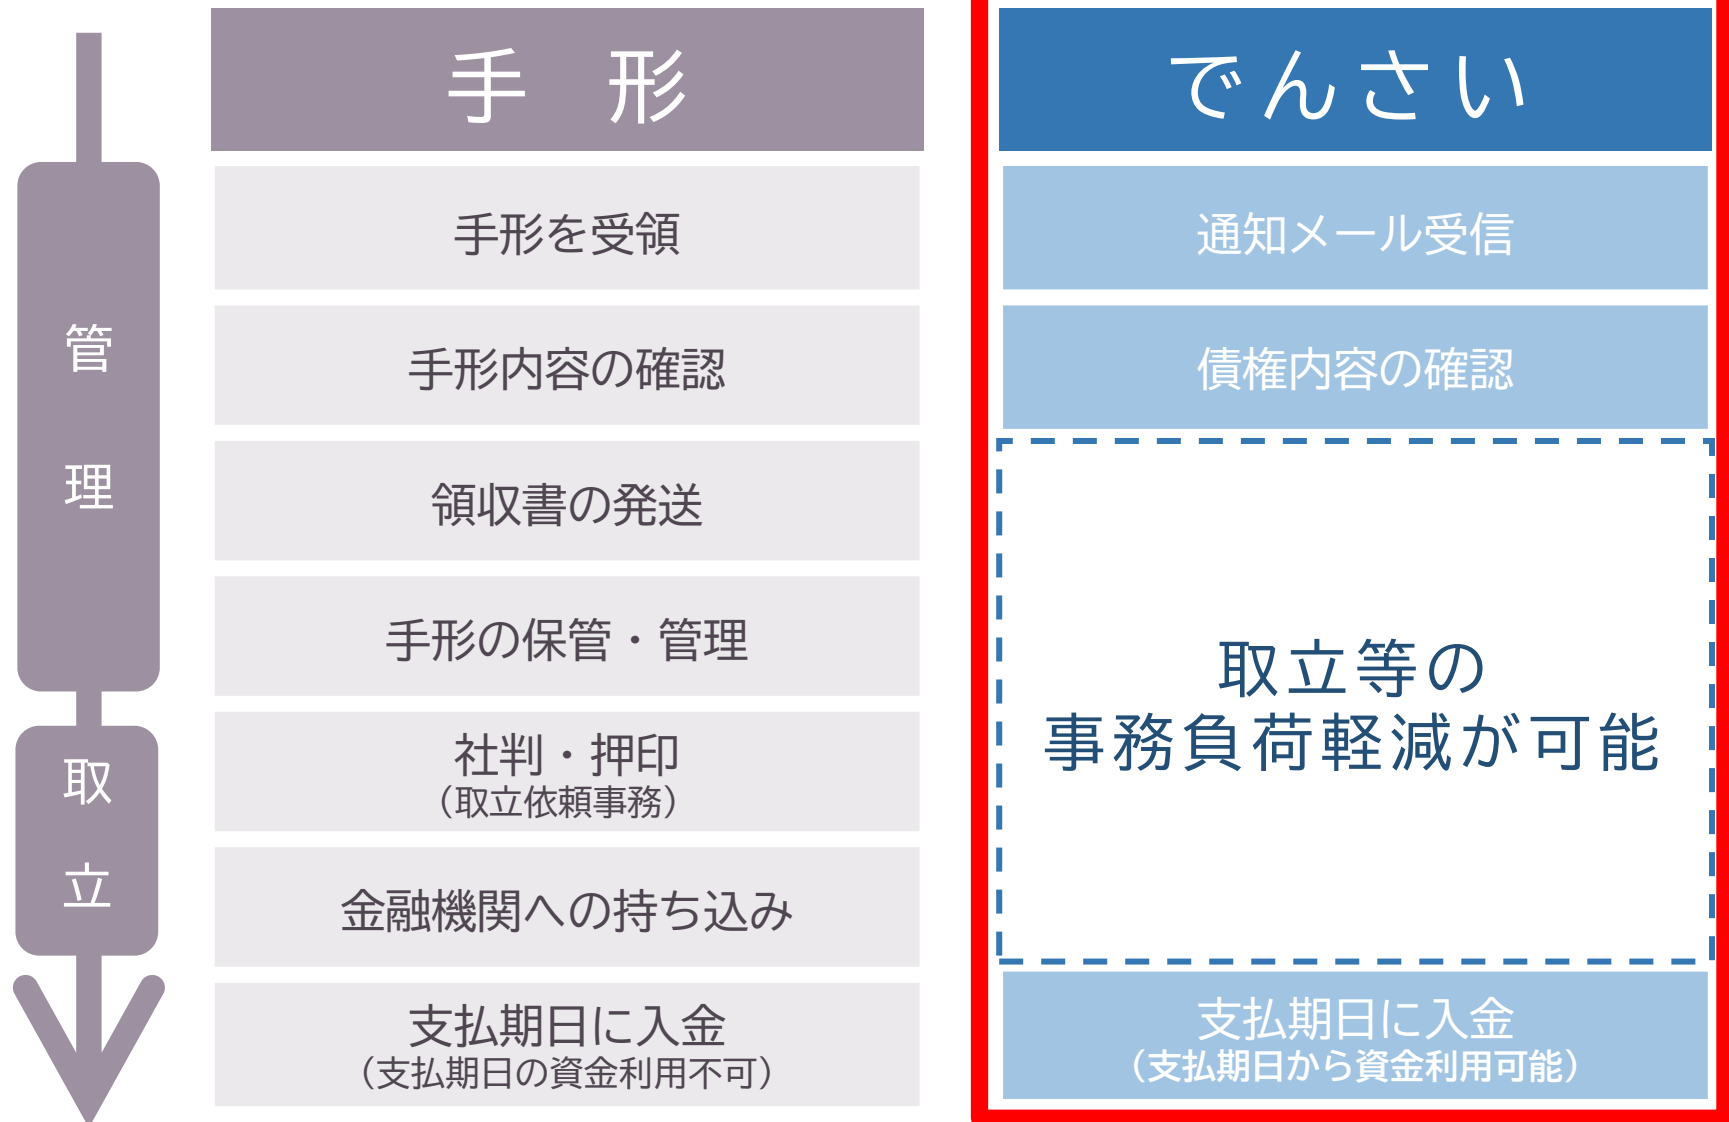 管理
取立
手 形
手形を受領
手形内容の確認
領収書の発送
手形の保管・管理
社判・押印
（取立依頼事務）
金融機関への持ち込み
支払期日に入金
（支払期日の資金利用不可）
でんさい
通知メール受信
債権内容の確認
取立等の
事務負荷軽減が可能
支払期日に入金
（支払期日から資金利用可能）